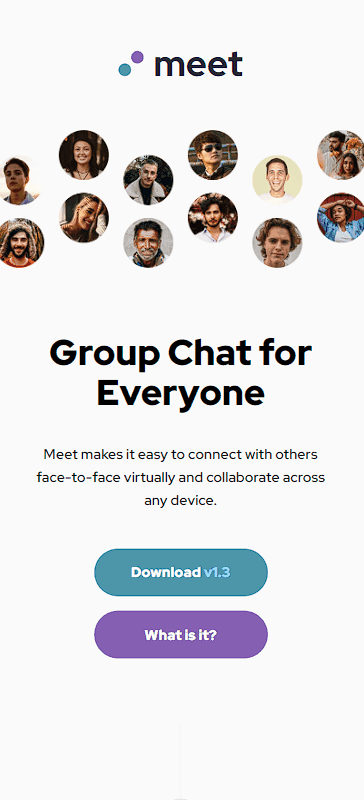 meet
Group Chat for
Everyone
Meet makes it easy to connect with others
face-to-face virtually and collaborate across
any device.
Download v1.3
What is it?